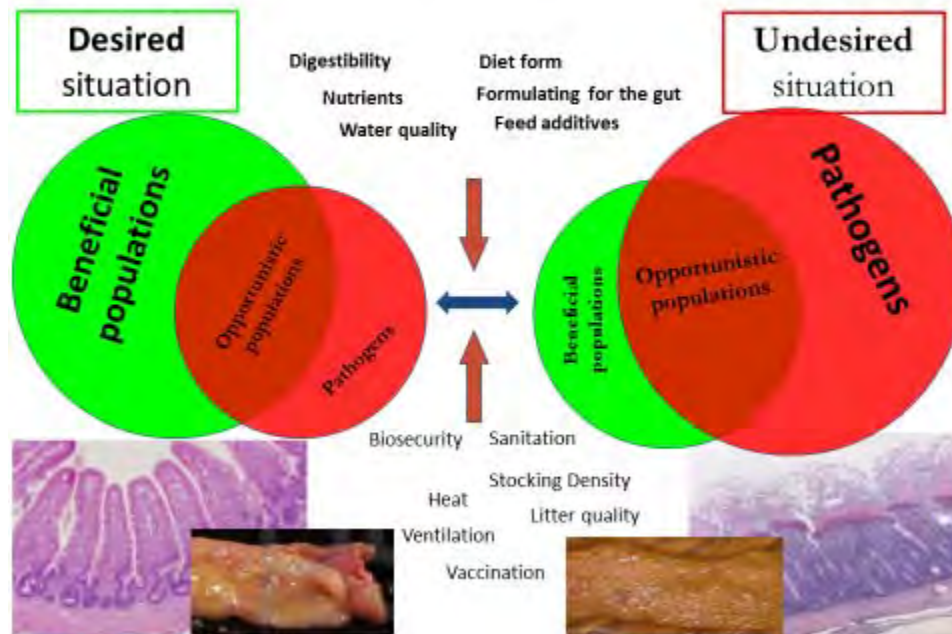 Desired
situation
Digestibility
Diet form
Undesired
situation
Nutrients
Formulating for the gut
Water quality
Feed additives
Beneficial
populations
Opportunistic
populations
Pathogens
Beneficial
populations
Opportunistic
populations
Pathogens
Biosecurity
Sanitation
Stocking Density
Heat
Litter quality
Ventilation
Vaccination